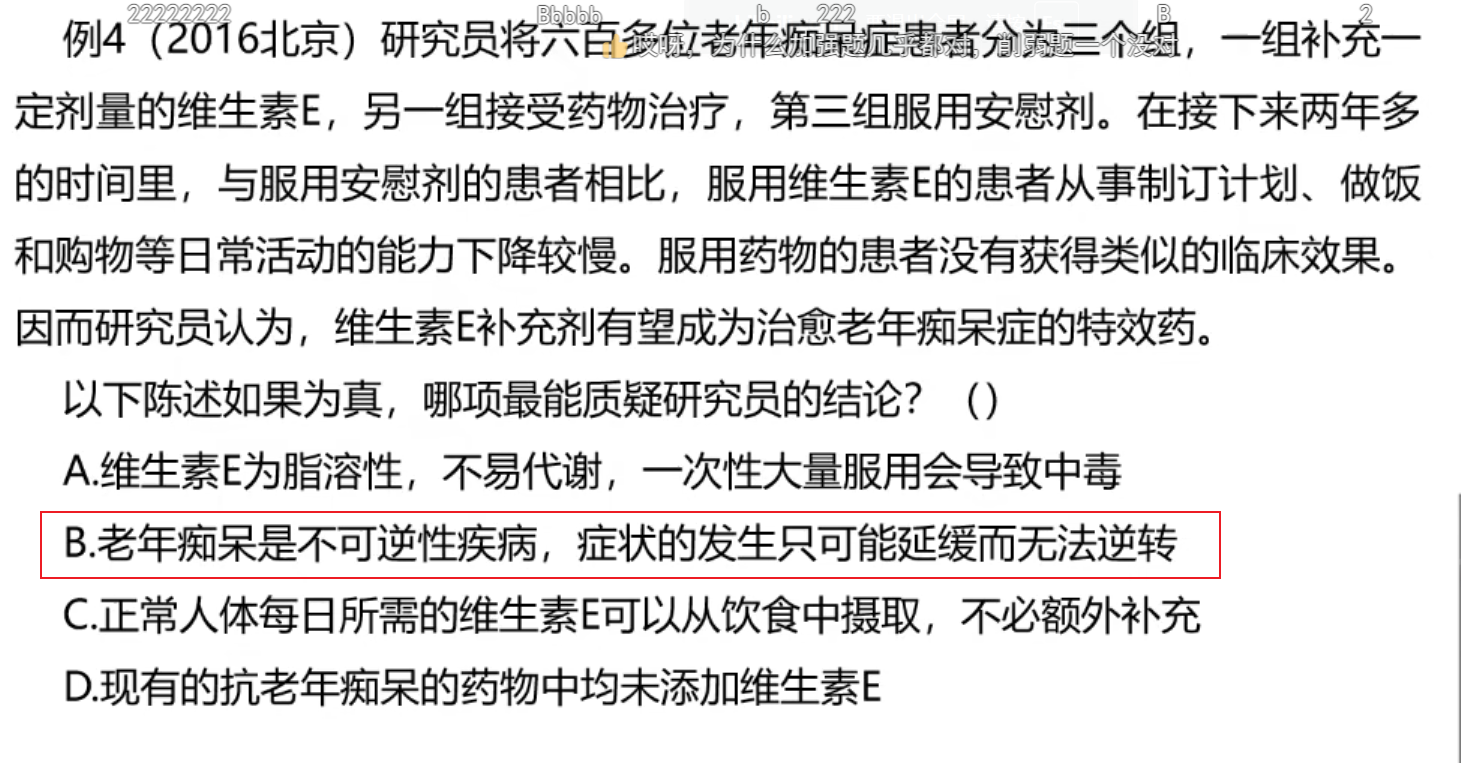 22222222 Bbbbb b 222 B 2
例4（2016北京）研究员将六百多位老年痴呆症患者分为三个组，一组补充一
👍哎呀，为什么加强题几乎都对，削弱题一个没对
定剂量的维生素E，另一组接受药物治疗，第三组服用安慰剂。在接下来两年多
的时间里，与服用安慰剂的患者相比，服用维生素E的患者从事制订计划、做饭
和购物等日常活动的能力下降较慢。服用药物的患者没有获得类似的临床效果。
因而研究员认为，维生素E补充剂有望成为治愈老年痴呆症的特效药。
以下陈述如果为真，哪项最能质疑研究员的结论？（）
A.维生素E为脂溶性，不易代谢，一次性大量服用会导致中毒
B.老年痴呆是不可逆性疾病，症状的发生只可能延缓而无法逆转
C.正常人体每日所需的维生素E可以从饮食中摄取，不必额外补充
D.现有的抗老年痴呆的药物中均未添加维生素E